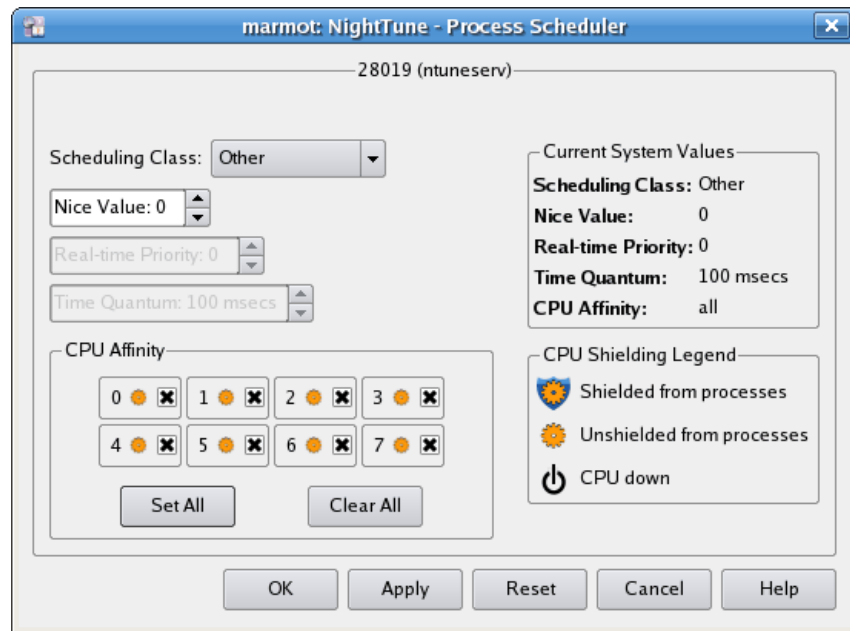 marmot: NightTune - Process Scheduler
28019 (ntuneserv)
Scheduling Class: Other
Nice Value: 0
Real-time Priority: 0
Time Quantum: 100 msecs
Current System Values
Scheduling Class: Other
Nice Value: 0
Real-time Priority: 0
Time Quantum: 100 msecs
CPU Affinity: all
CPU Affinity
0 1 2 3
4 5 6 7
Set All Clear All
CPU Shielding Legend
Shielded from processes
Unshielded from processes
CPU down
OK Apply Reset Cancel Help